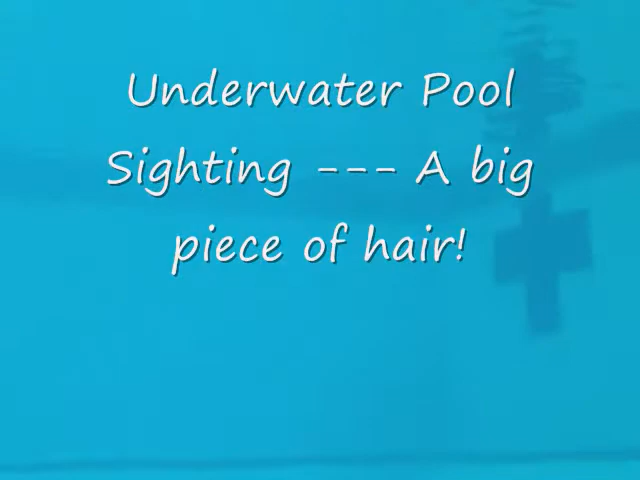 Underwater Pool
Sighting --- A big
piece of hair!